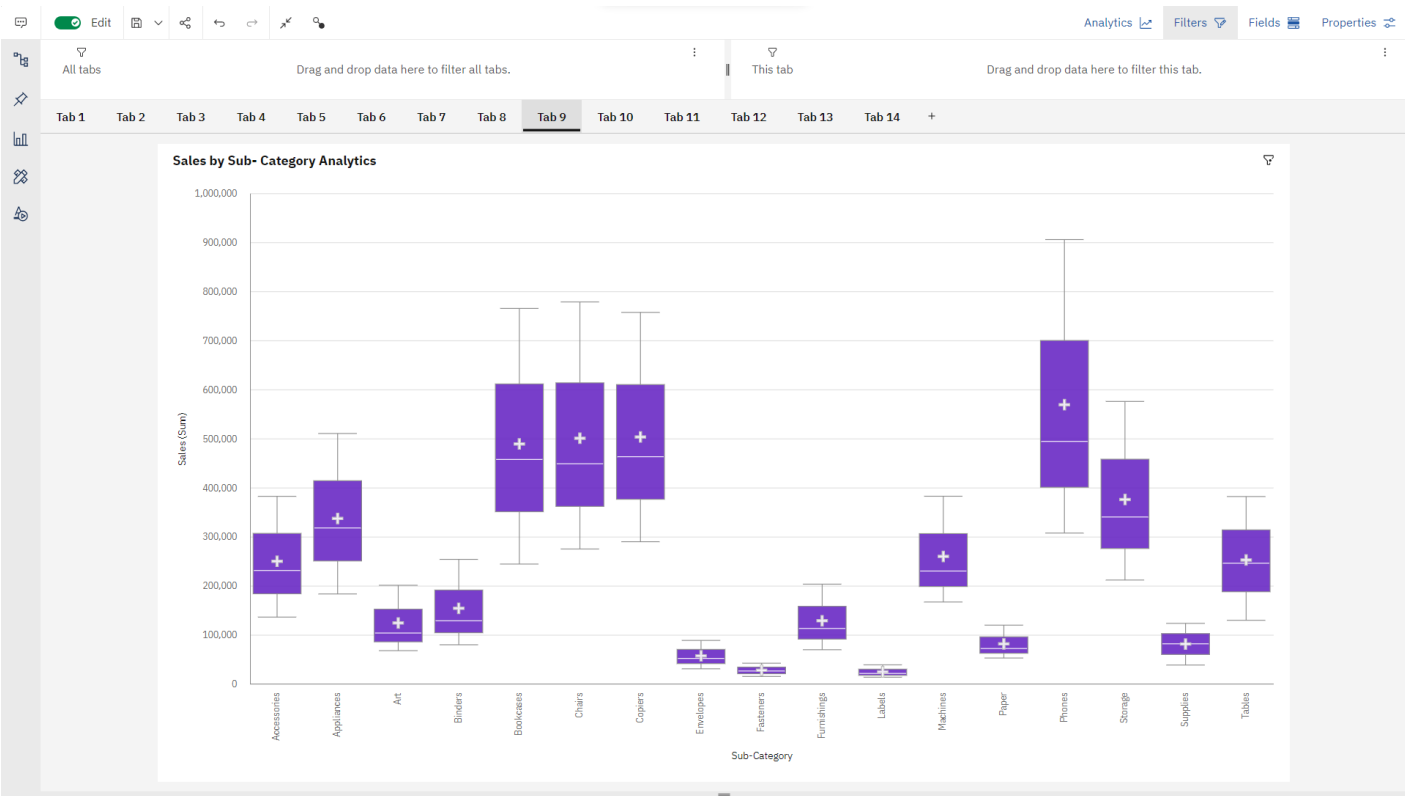 Edit
Analytics
Filters
Fields
Properties
All tabs
Drag and drop data here to filter all tabs.
This tab
Drag and drop data here to filter this tab.
Tab 1 Tab 2 Tab 3 Tab 4 Tab 5 Tab 6 Tab 7 Tab 8 Tab 9 Tab 10 Tab 11 Tab 12 Tab 13 Tab 14 +
Sales by Sub- Category Analytics
1,000,000
900,000
800,000
700,000
600,000
500,000
400,000
300,000
200,000
100,000
0
Sales (Sum)
Accessories
Appliances
Art
Binders
Bookcases
Chairs
Copiers
Envelopes
Fasteners
Furnishings
Labels
Machines
Paper
Phones
Storage
Supplies
Tables
Sub-Category